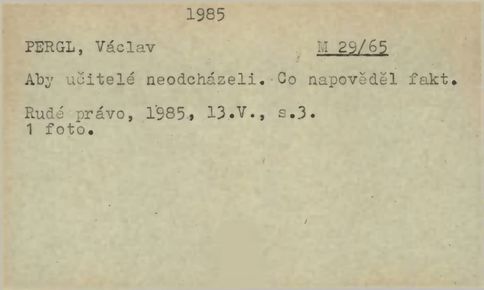 1985
PERGL, Václav M 29/65
Aby učitelé neodcházeli. Co napověděl fakt.
Rudé právo, 1985, 13.V., s.3.
1 foto.